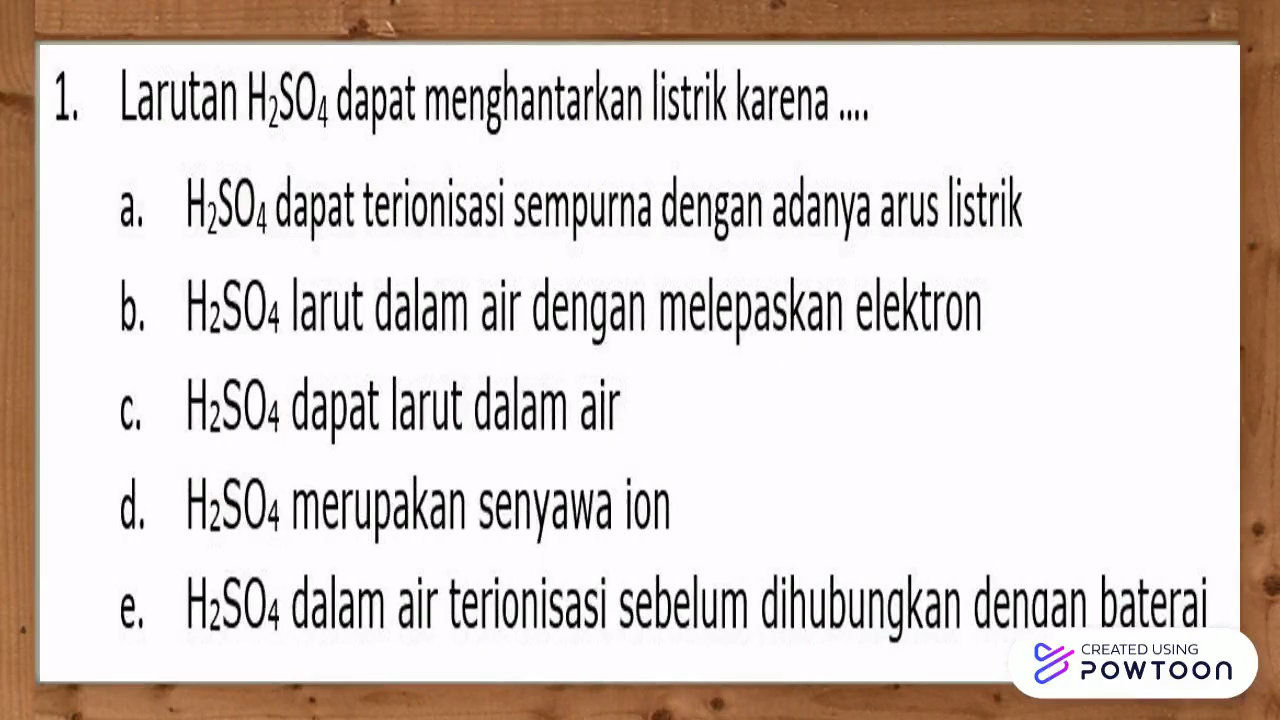 1. Larutan H₂SO₄ dapat menghantarkan listrik karena ....
a. H₂SO₄ dapat terionisasi sempurna dengan adanya arus listrik
b. H₂SO₄ larut dalam air dengan melepaskan elektron
c. H₂SO₄ dapat larut dalam air
d. H₂SO₄ merupakan senyawa ion
e. H₂SO₄ dalam air terionisasi sebelum dihubungkan dengan baterai
CREATED USING
POWTOON